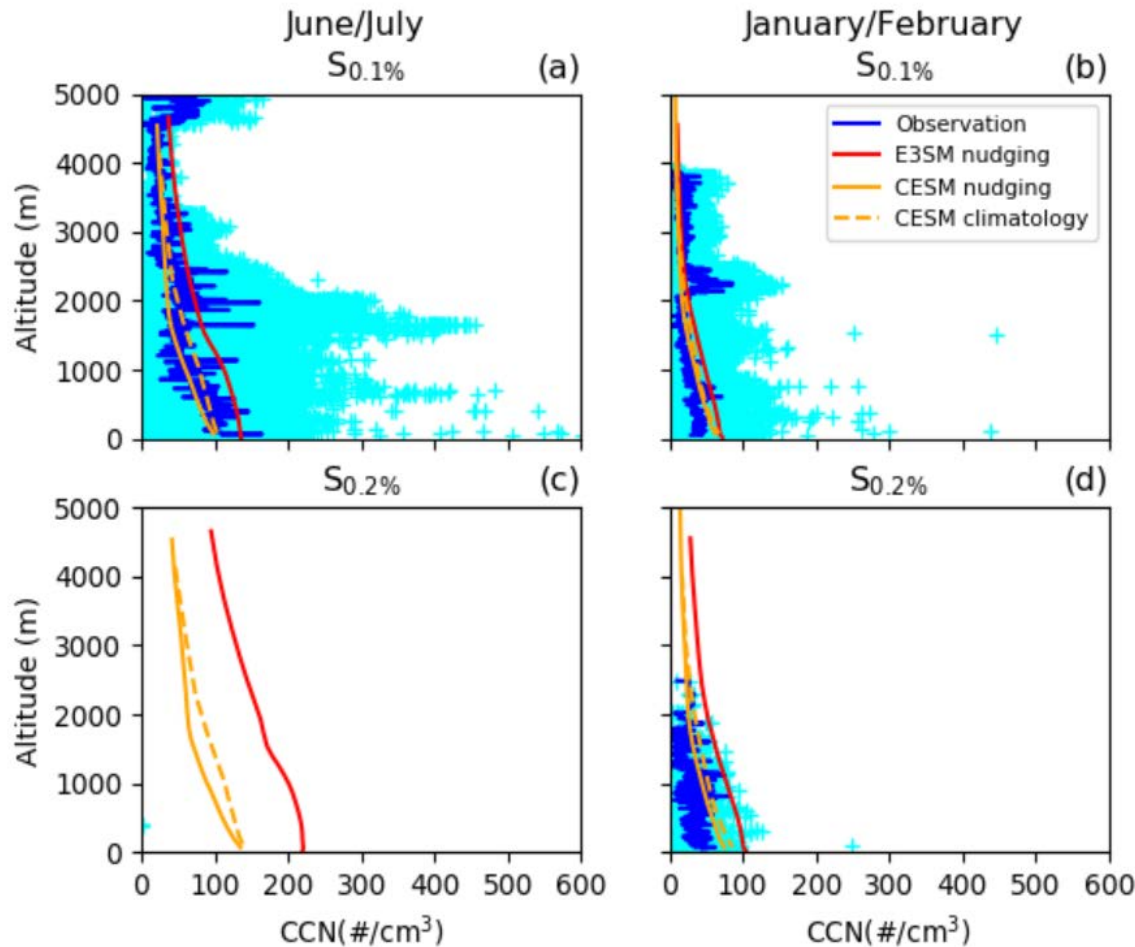 June/July
January/February
S0.1% (a)
S0.1% (b)
5000
4000
3000
2000
1000
0
Altitude (m)
Observation
E3SM nudging
CESM nudging
CESM climatology
S0.2% (c)
S0.2% (d)
5000
4000
3000
2000
1000
0
Altitude (m)
0 100 200 300 400 500 600
0 100 200 300 400 500 600
CCN(#/cm3)
CCN(#/cm3)